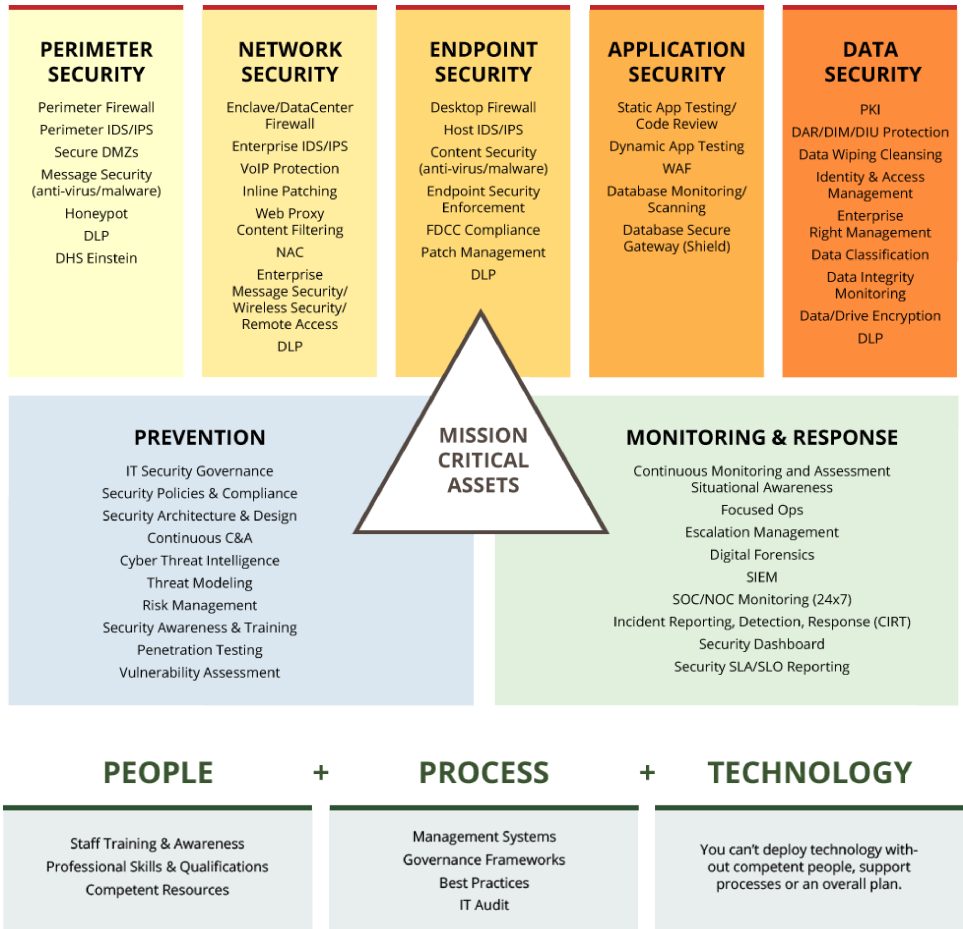 PERIMETER
SECURITY
Perimeter Firewall
Perimeter IDS/IPS
Secure DMZs
Message Security
(anti-virus/malware)
Honeypot
DLP
DHS Einstein
NETWORK
SECURITY
Enclave/DataCenter
Firewall
Enterprise IDS/IPS
VoIP Protection
Inline Patching
Web Proxy
Content Filtering
NAC
Enterprise
Message Security/
Wireless Security/
Remote Access
DLP
ENDPOINT
SECURITY
Desktop Firewall
Host IDS/IPS
Content Security
(anti-virus/malware)
Endpoint Security
Enforcement
FDCC Compliance
Patch Management
DLP
APPLICATION
SECURITY
Static App Testing/
Code Review
Dynamic App Testing
WAF
Database Monitoring/
Scanning
Database Secure
Gateway (Shield)
DATA
SECURITY
PKI
DAR/DIM/DIU Protection
Data Wiping Cleansing
Identity & Access
Management
Enterprise
Right Management
Data Classification
Data Integrity
Monitoring
Data/Drive Encryption
DLP
PREVENTION
IT Security Governance
Security Policies & Compliance
Security Architecture & Design
Continuous C&A
Cyber Threat Intelligence
Threat Modeling
Risk Management
Security Awareness & Training
Penetration Testing
Vulnerability Assessment
MISSION
CRITICAL
ASSETS
MONITORING & RESPONSE
Continuous Monitoring and Assessment
Situational Awareness
Focused Ops
Escalation Management
Digital Forensics
SIEM
SOC/NOC Monitoring (24x7)
Incident Reporting, Detection, Response (CIRT)
Security Dashboard
Security SLA/SLO Reporting
PEOPLE + PROCESS + TECHNOLOGY
Staff Training & Awareness
Professional Skills & Qualifications
Competent Resources
Management Systems
Governance Frameworks
Best Practices
IT Audit
You can't deploy technology with-
out competent people, support
processes or an overall plan.